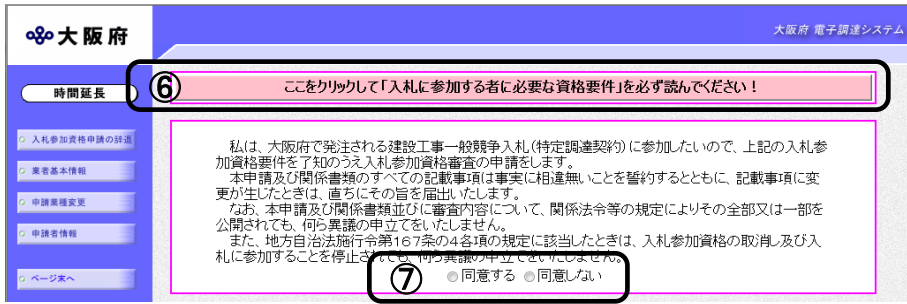 大阪府
大阪府 電子調達システム
時間延長
⑥
ここをクリックして「入札に参加する者に必要な資格要件」を必ず読んでください！
入札参加資格申請の辞退
業者基本情報
申請業種変更
申請者情報
ページ末へ
私は、大阪府で発注される建設工事一般競争入札(特定調達契約)に参加したいので、上記の入札参
加資格要件を了知のうえ入札参加資格審査の申請をします。
本申請及び関係書類のすべての記載事項は事実に相違無いことを誓約するとともに、記載事項に変
更が生じたときは、直ちにその旨を届出いたします。
なお、本申請及び関係書類並びに審査内容について、関係法令等の規定によりその全部又は一部を
公開されても、何ら異議の申立てをいたしません。
また、地方自治法施行令第167条の4各項の規定に該当したときは、入札参加資格の取消し及び入
札に参加することを停止されても、何ら異議の申立てをいたしません。
⑦
同意する 同意しない